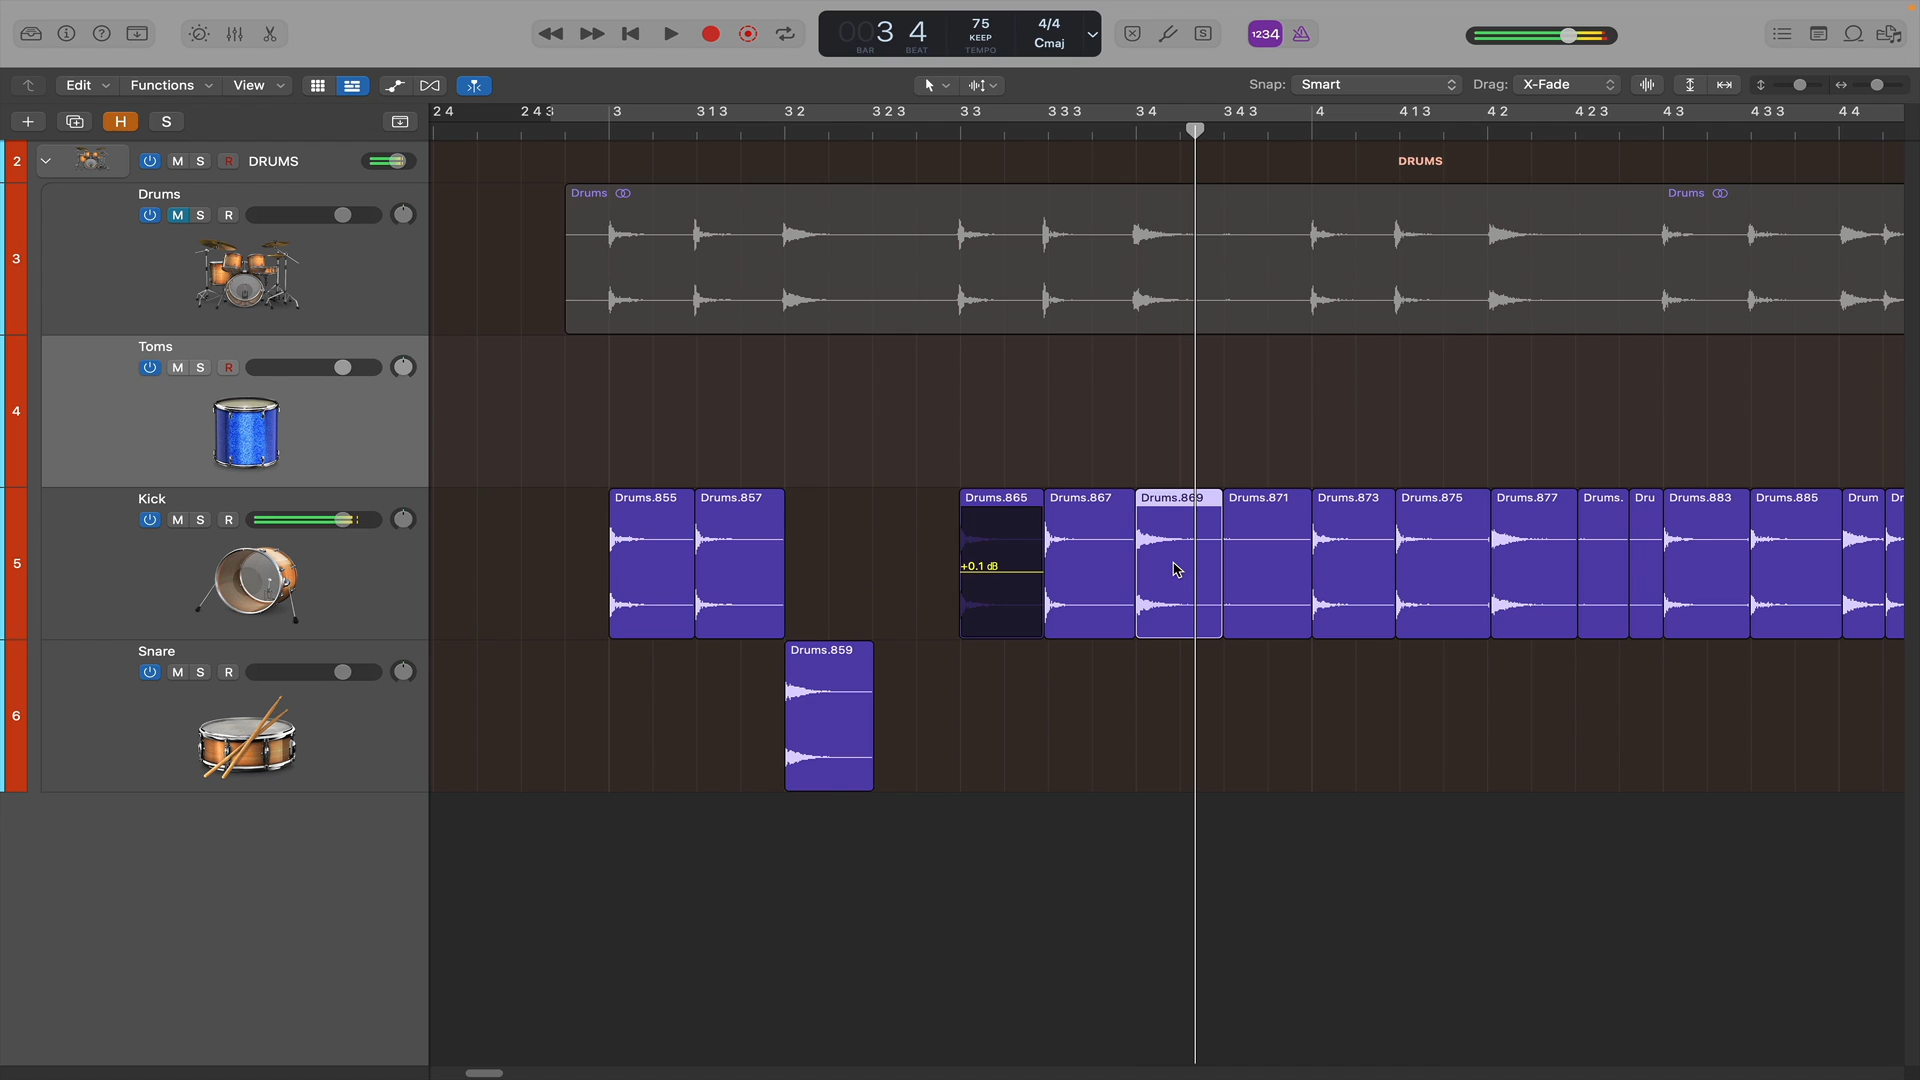 003 4
BAR BEAT
75
KEEP
TEMPO
4/4
Cmaj
S
1234
Edit Functions View
Snap: Smart
Drag: X-Fade
H S
2 4 2 4 3 3 3 1 3 3 2 3 2 3 3 3 3 3 3 3 4 3 4 3 4 4 1 3 4 2 4 2 3 4 3 4 3 3 4 4
2 M S R DRUMS
DRUMS
3 Drums
M S R
Drums Drums
4 Toms
M S R
5 Kick
M S R
Drums.855 Drums.857 Drums.865 Drums.867 Drums.869 Drums.871 Drums.873 Drums.875 Drums.877 Drums. Dru Drums.883 Drums.885 Drum Dr
+0.1 dB
6 Snare
M S R
Drums.859